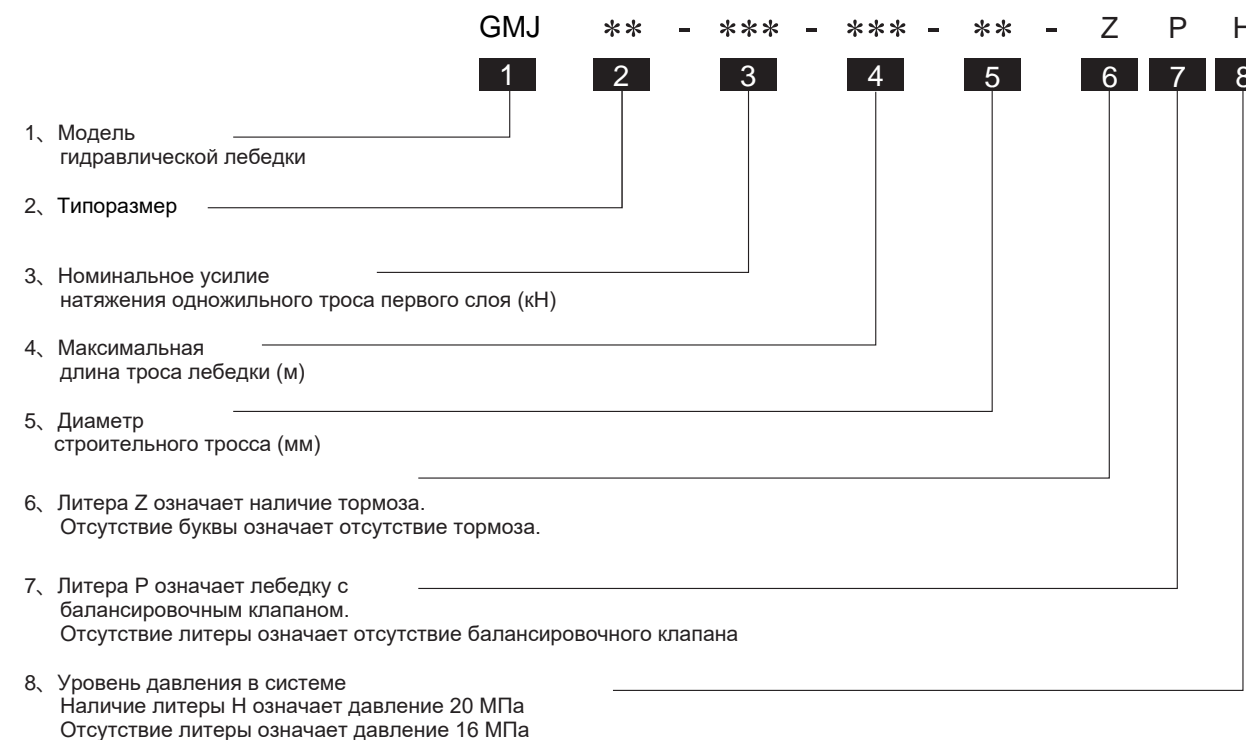 GMJ ** - *** - *** - ** - Z P H
1 2 3 4 5 6 7 8
1、Модель
гидравлической лебедки
2、Типоразмер
3、Номинальное усилие
натяжения одножильного троса первого слоя (кН)
4、Максимальная
длина троса лебедки (м)
5、Диаметр
строительного тросса (мм)
6、Литера Z означает наличие тормоза.
Отсутствие буквы означает отсутствие тормоза.
7、Литера P означает лебедку с
балансировочным клапаном.
Отсутствие литеры означает отсутствие балансировочного клапана
8、Уровень давления в системе
Наличие литеры H означает давление 20 МПа
Отсутствие литеры означает давление 16 МПа